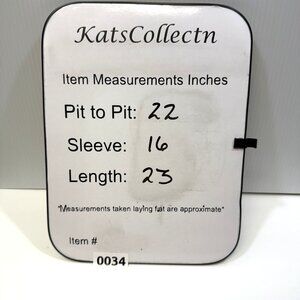 KatsCollectn
Item Measurements Inches
Pit to Pit: 22
Sleeve: 16
Length: 23
*Measurements taken laying fat are approximate*
Item #
0034